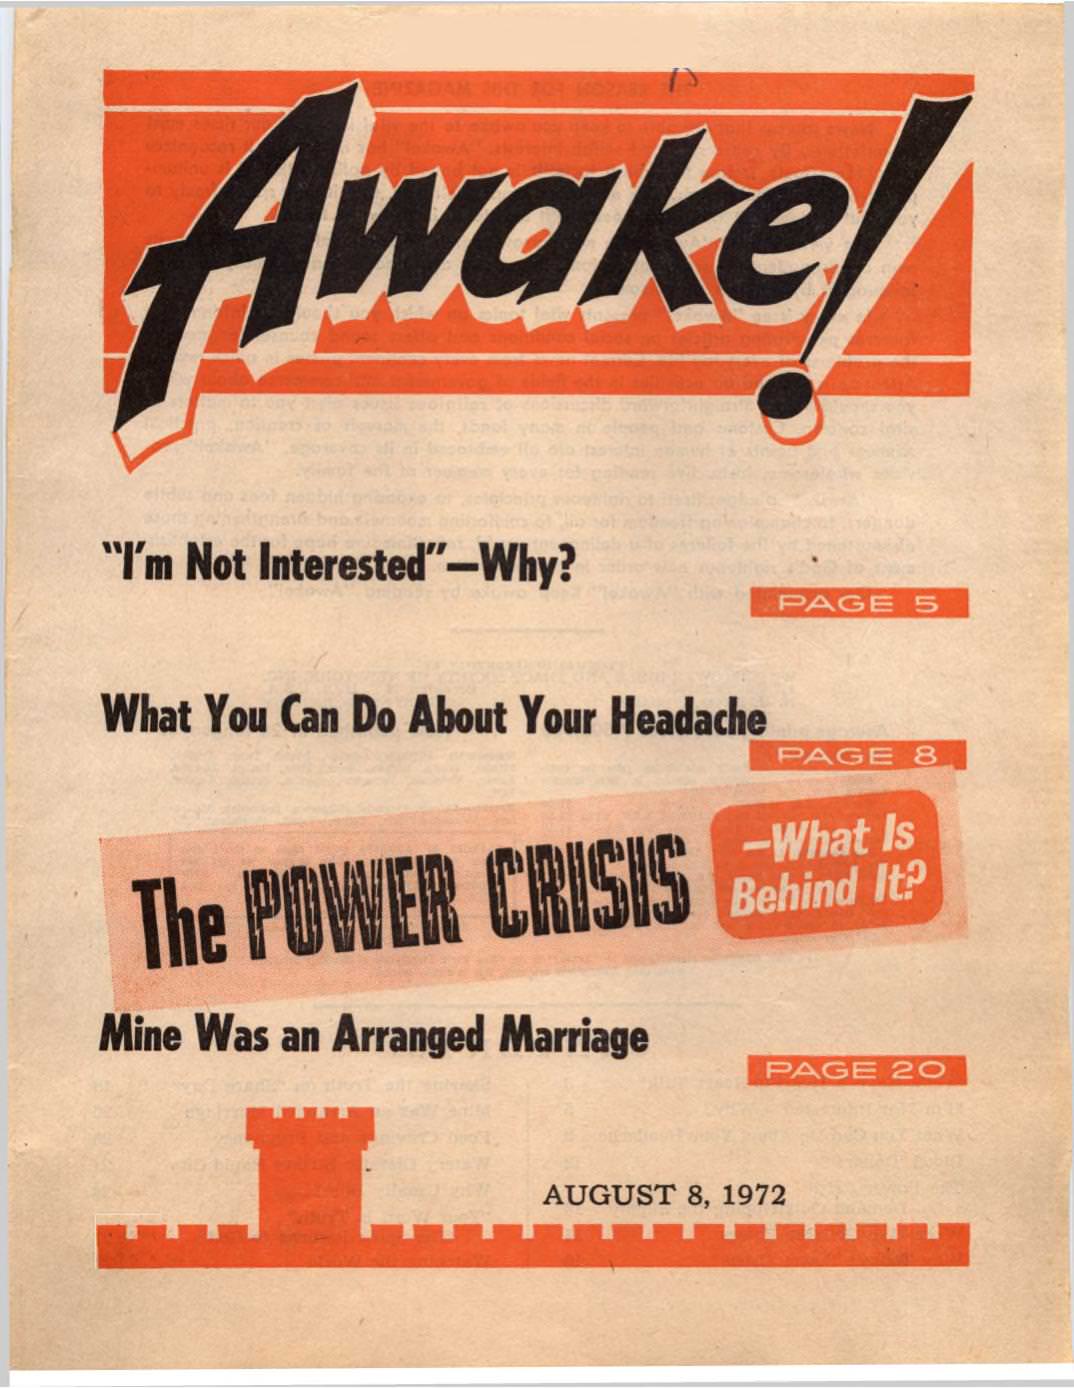 Awake!
"I'm Not Interested"—Why?
PAGE 5
What You Can Do About Your Headache
PAGE 8
The POWER CRISIS
—What Is
Behind It?
Mine Was an Arranged Marriage
PAGE 20
AUGUST 8, 1972